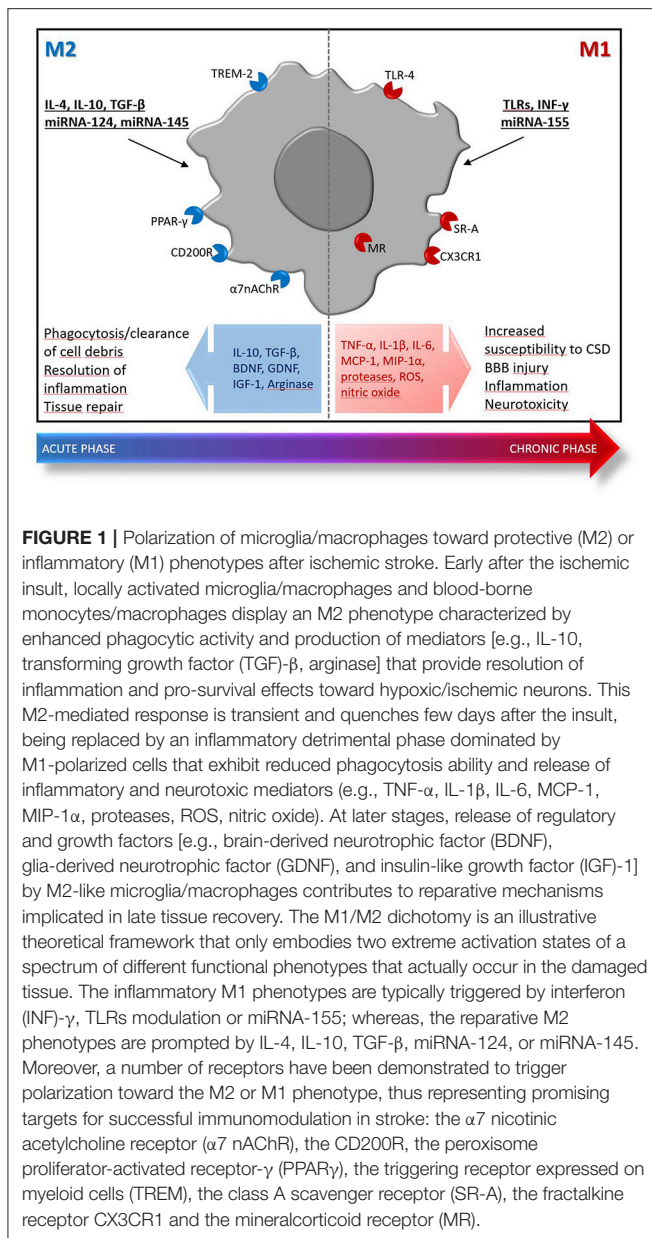 M2
M1
TREM-2
TLR-4
IL-4, IL-10, TGF-β
miRNA-124, miRNA-145
TLRs, INF-γ
miRNA-155
PPAR-γ
SR-A
CD200R
MR
CX3CR1
α7nAChR
Phagocytosis/clearance
of cell debris
Resolution of
inflammation
Tissue repair
IL-10, TGF-β,
BDNF, GDNF,
IGF-1, Arginase
TNF-α, IL-1β, IL-6,
MCP-1, MIP-1α,
proteases, ROS,
nitric oxide
Increased
susceptibility to CSD
BBB injury
Inflammation
Neurotoxicity
ACUTE PHASE
CHRONIC PHASE
FIGURE 1 | Polarization of microglia/macrophages toward protective (M2) or
inflammatory (M1) phenotypes after ischemic stroke. Early after the ischemic
insult, locally activated microglia/macrophages and blood-borne
monocytes/macrophages display an M2 phenotype characterized by
enhanced phagocytic activity and production of mediators [e.g., IL-10,
transforming growth factor (TGF)-β, arginase] that provide resolution of
inflammation and pro-survival effects toward hypoxic/ischemic neurons. This
M2-mediated response is transient and quenches few days after the insult,
being replaced by an inflammatory detrimental phase dominated by
M1-polarized cells that exhibit reduced phagocytosis ability and release of
inflammatory and neurotoxic mediators (e.g., TNF-α, IL-1β, IL-6, MCP-1,
MIP-1α, proteases, ROS, nitric oxide). At later stages, release of regulatory
and growth factors [e.g., brain-derived neurotrophic factor (BDNF),
glia-derived neurotrophic factor (GDNF), and insulin-like growth factor (IGF)-1]
by M2-like microglia/macrophages contributes to reparative mechanisms
implicated in late tissue recovery. The M1/M2 dichotomy is an illustrative
theoretical framework that only embodies two extreme activation states of a
spectrum of different functional phenotypes that actually occur in the damaged
tissue. The inflammatory M1 phenotypes are typically triggered by interferon
(INF)-γ, TLRs modulation or miRNA-155; whereas, the reparative M2
phenotypes are prompted by IL-4, IL-10, TGF-β, miRNA-124, or miRNA-145.
Moreover, a number of receptors have been demonstrated to trigger
polarization toward the M2 or M1 phenotype, thus representing promising
targets for successful immunomodulation in stroke: the α7 nicotinic
acetylcholine receptor (α7 nAChR), the CD200R, the peroxisome
proliferator-activated receptor-γ (PPARγ), the triggering receptor expressed on
myeloid cells (TREM), the class A scavenger receptor (SR-A), the fractalkine
receptor CX3CR1 and the mineralcorticoid receptor (MR).